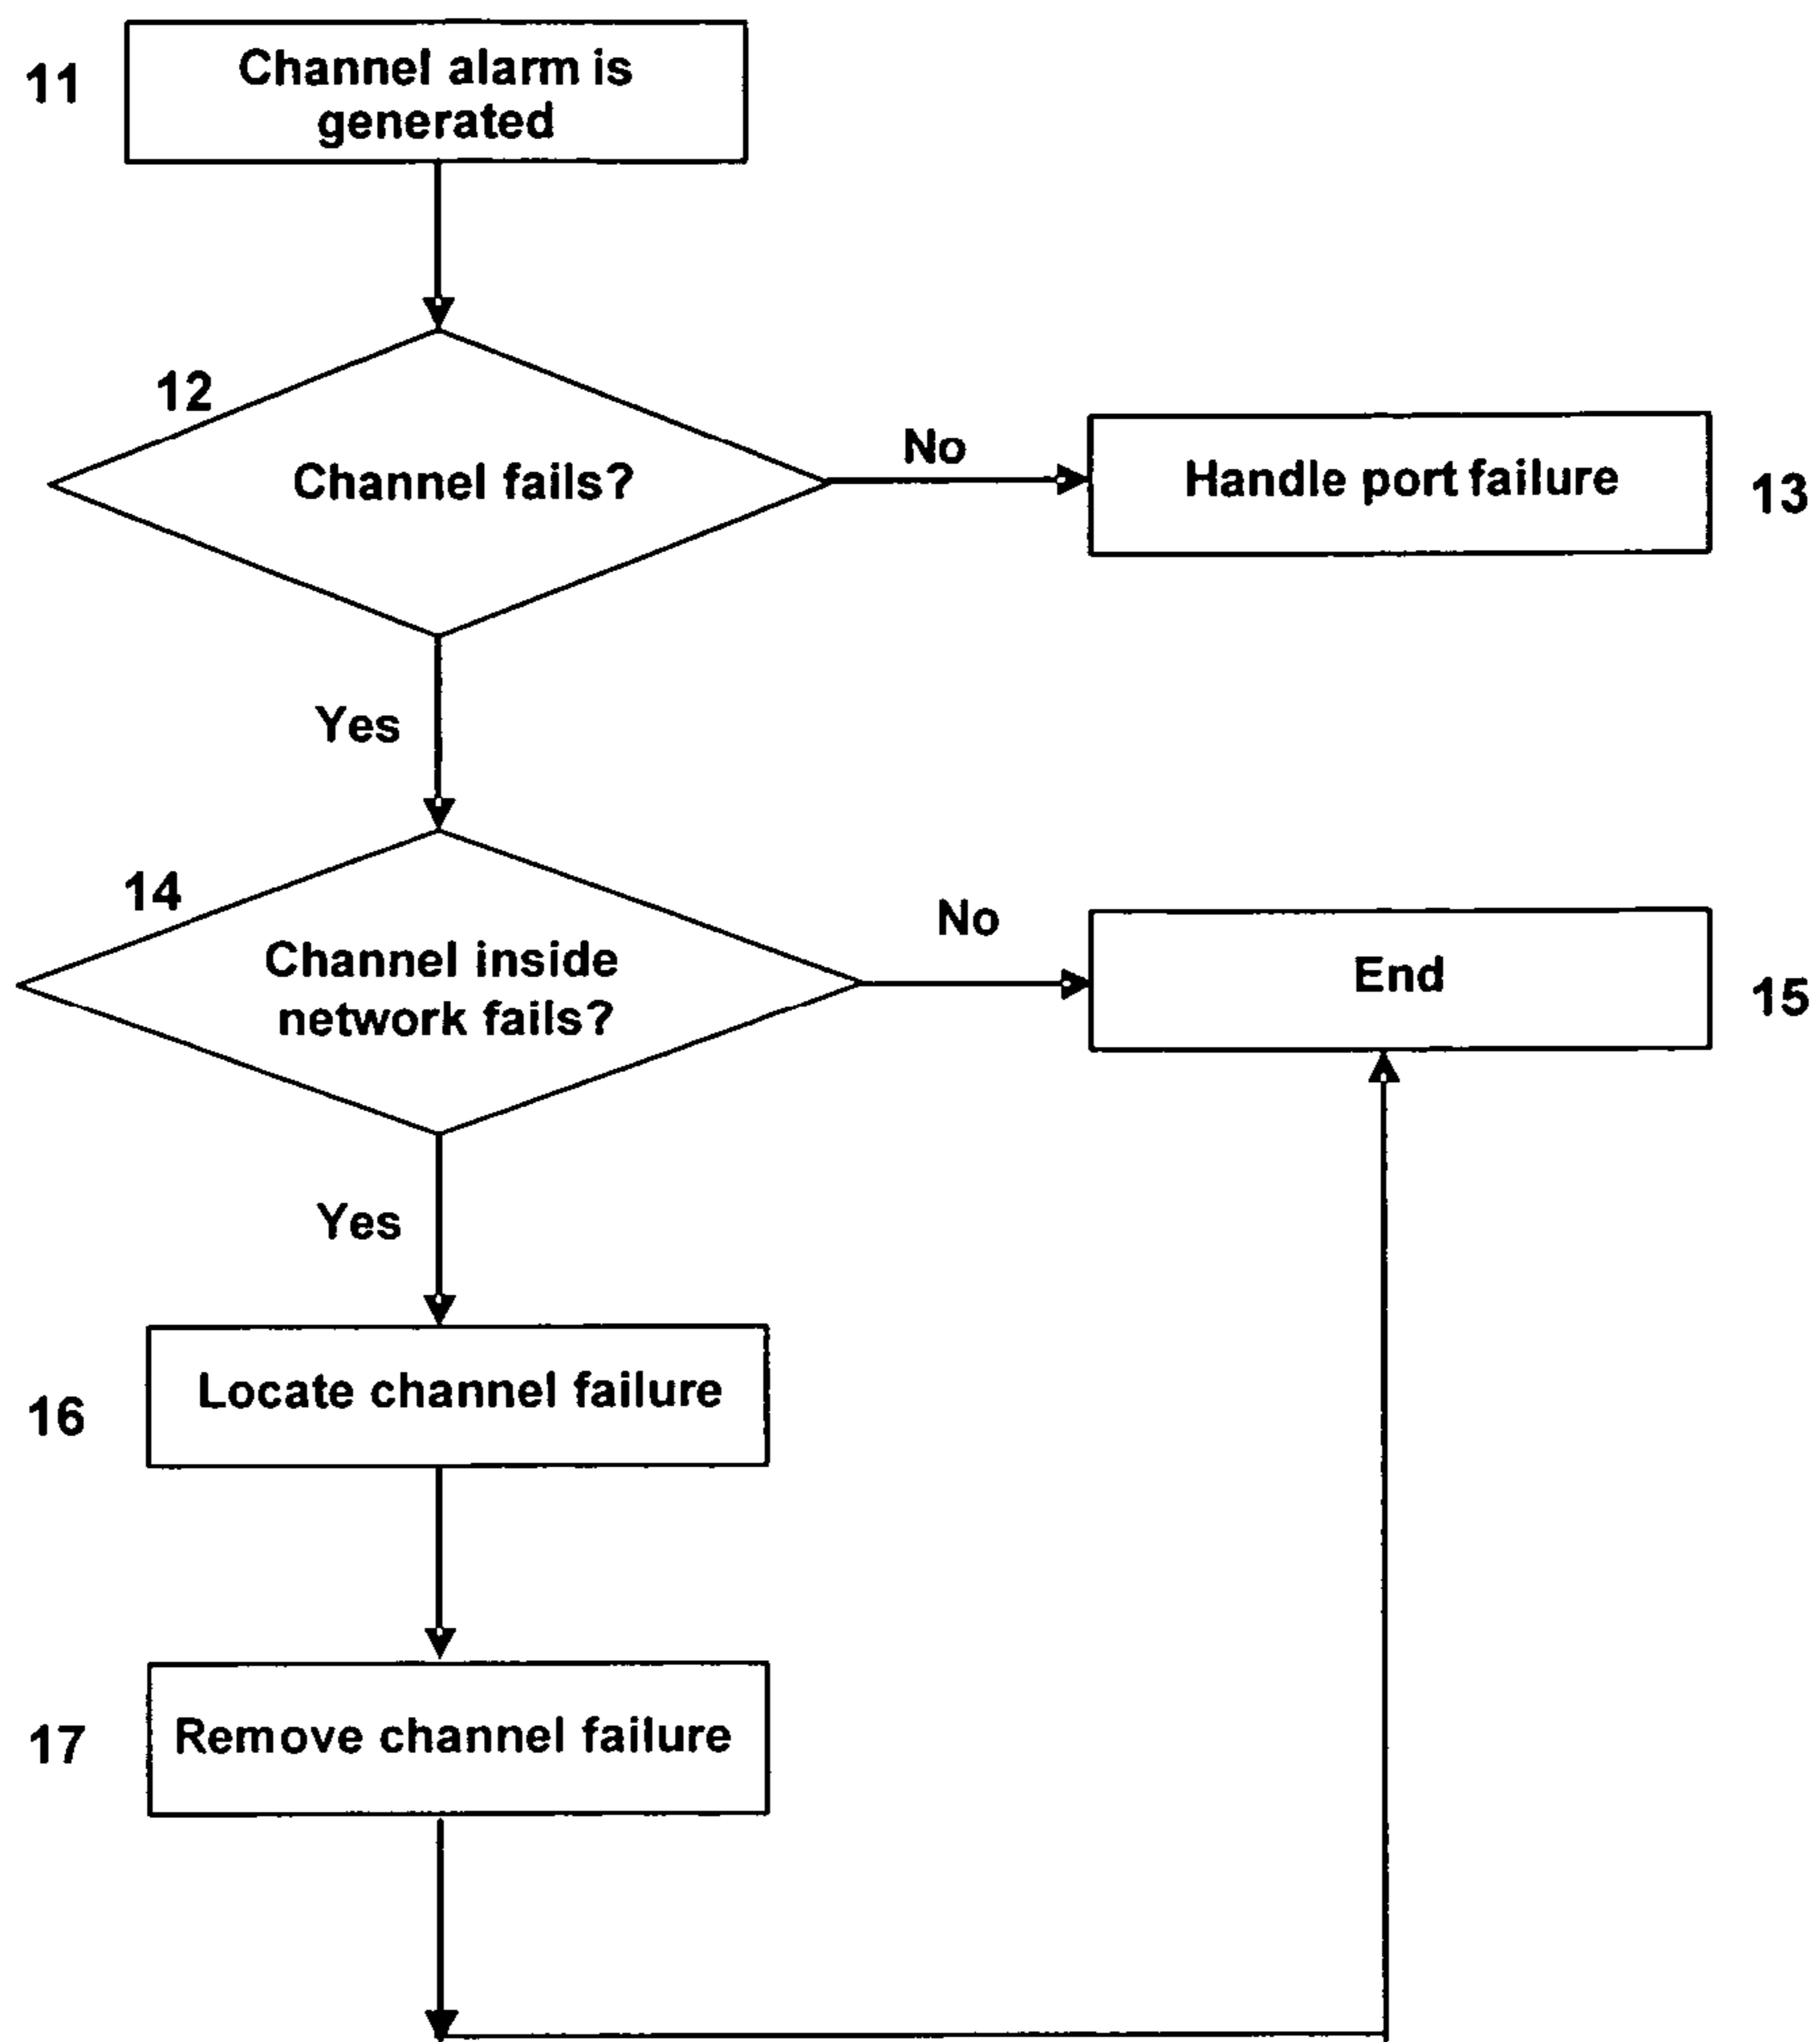 11
Channel alarm is
generated
12
Channel fails?
No
Handle port failure
13
Yes
14
Channel inside
network fails?
No
End
15
Yes
16
Locate channel failure
17
Remove channel failure